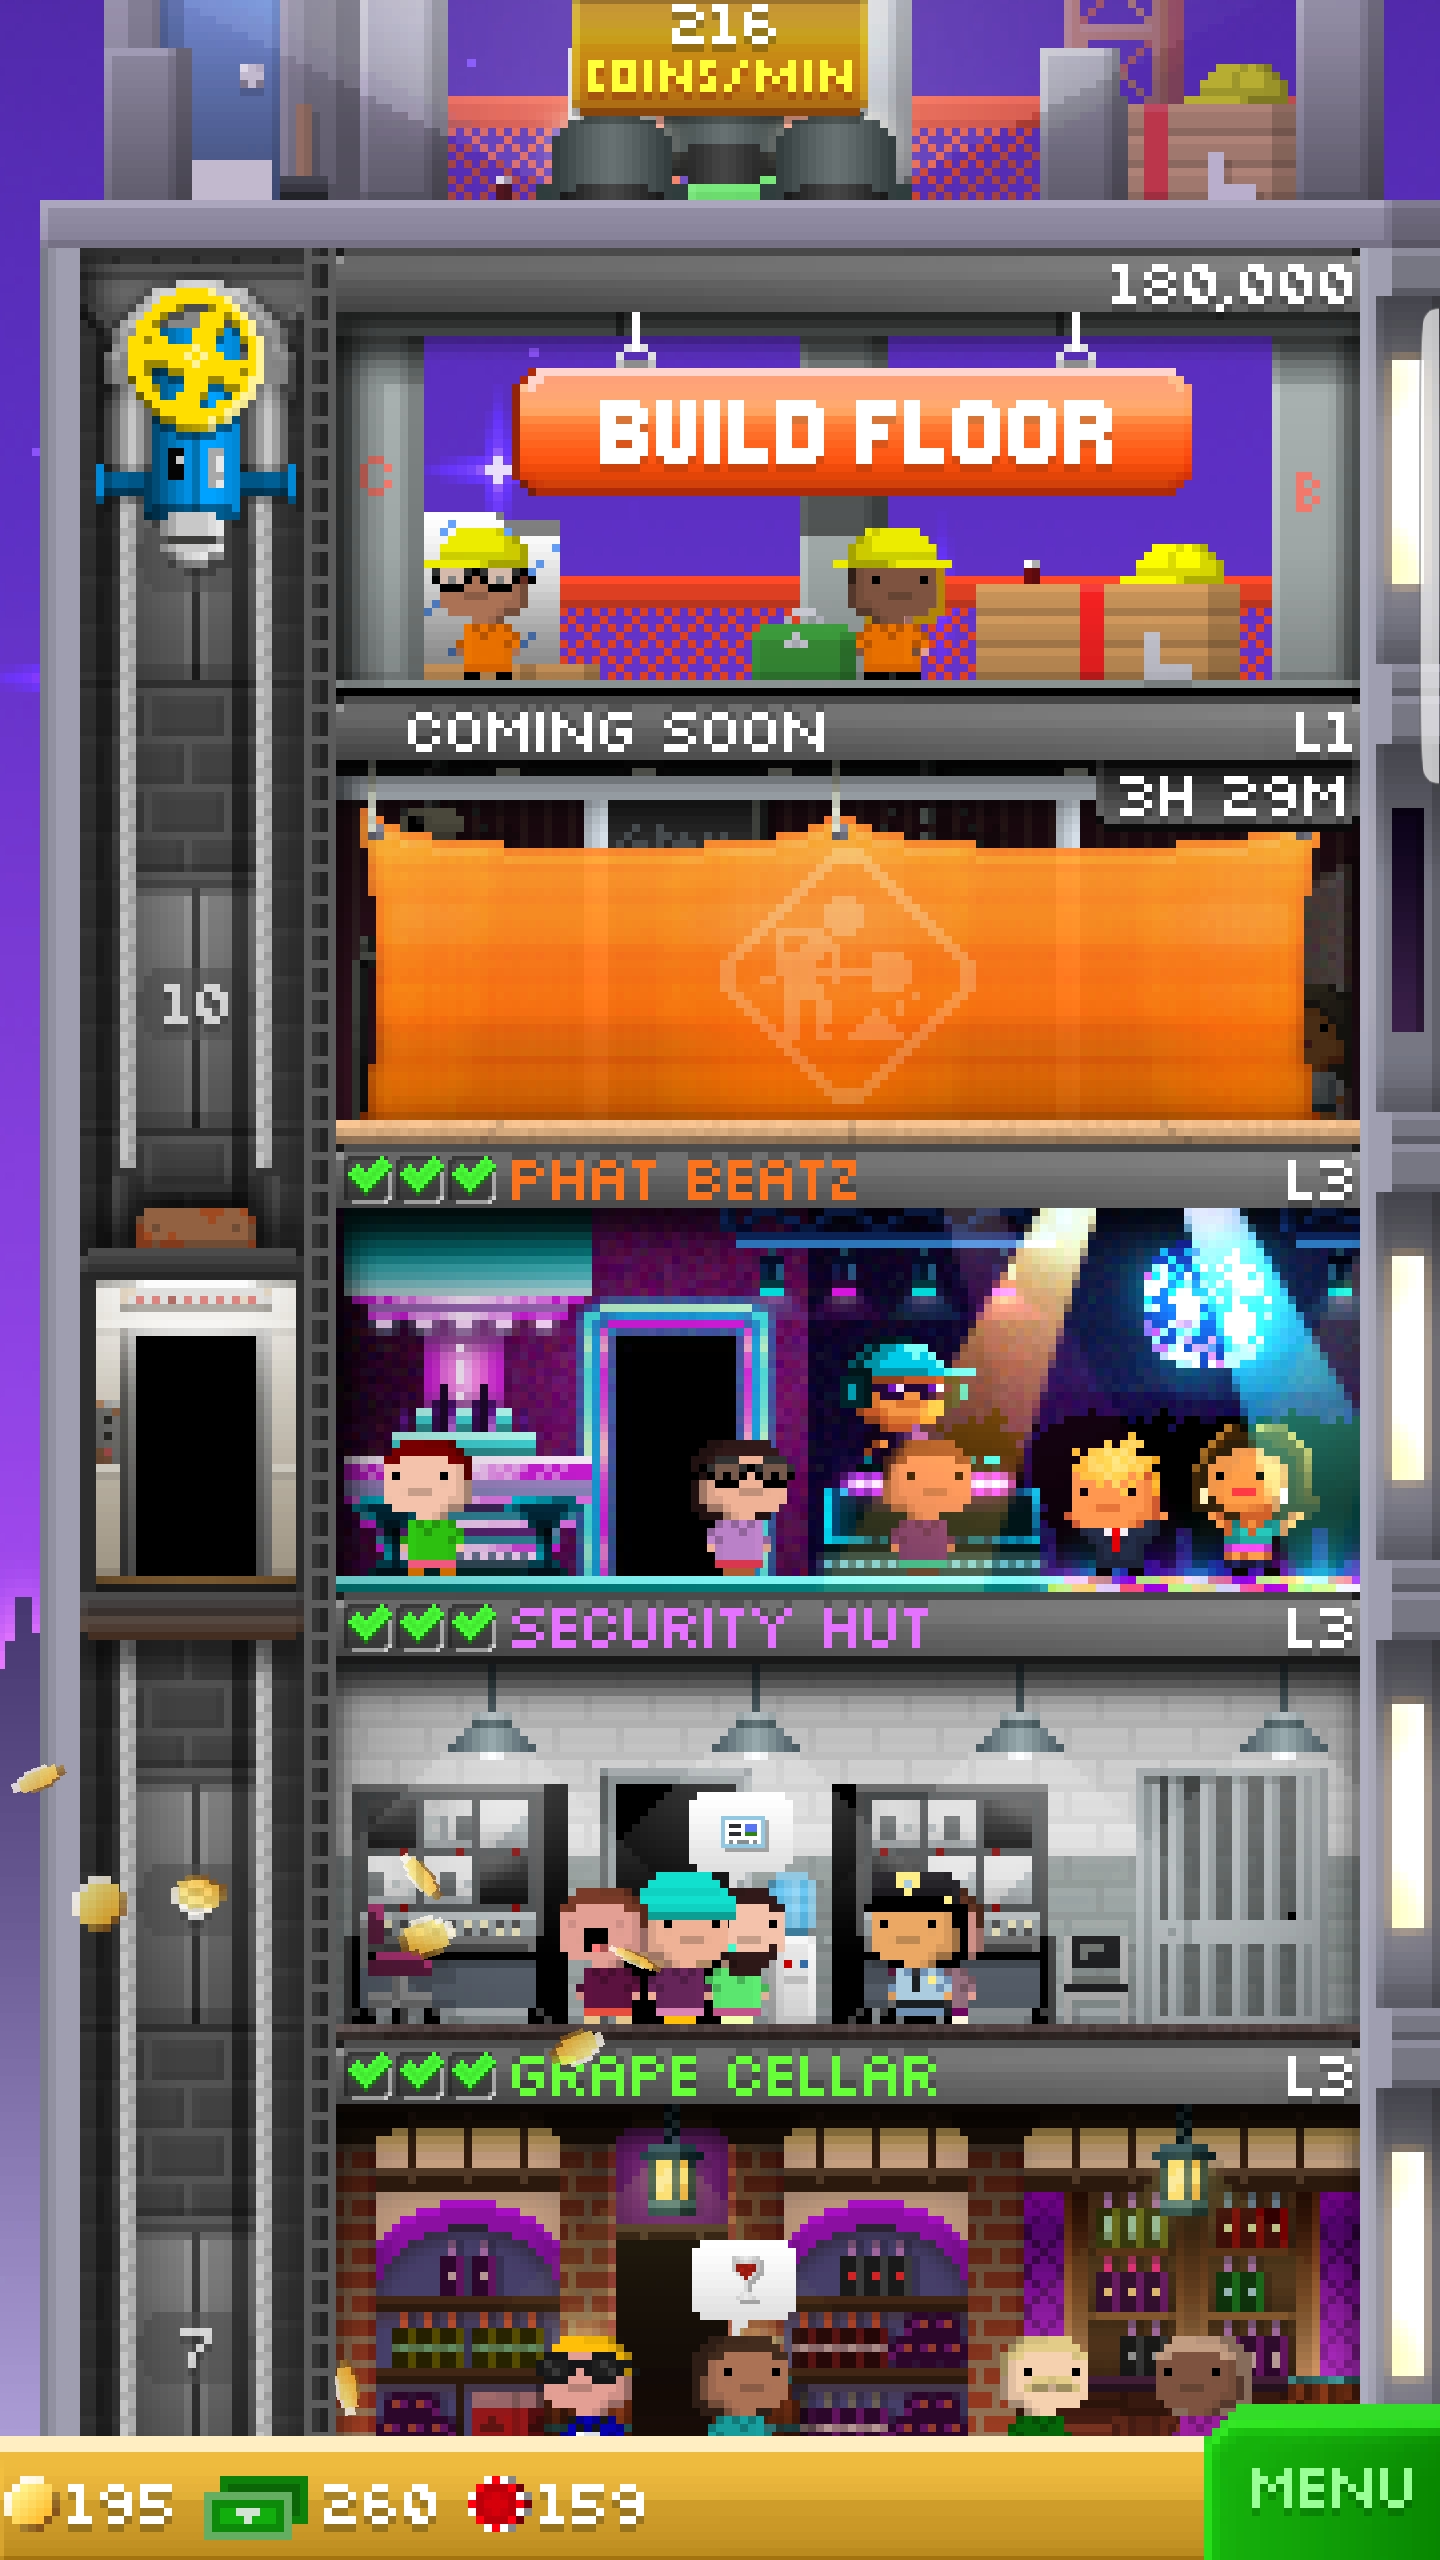 216
COINS/MIN
180,000
BUILD FLOOR
C
B
COMING SOON L1
3H 29M
10
PHAT BEATZ L3
SECURITY HUT L3
GRAPE CELLAR L3
7
195 260 159
MENU